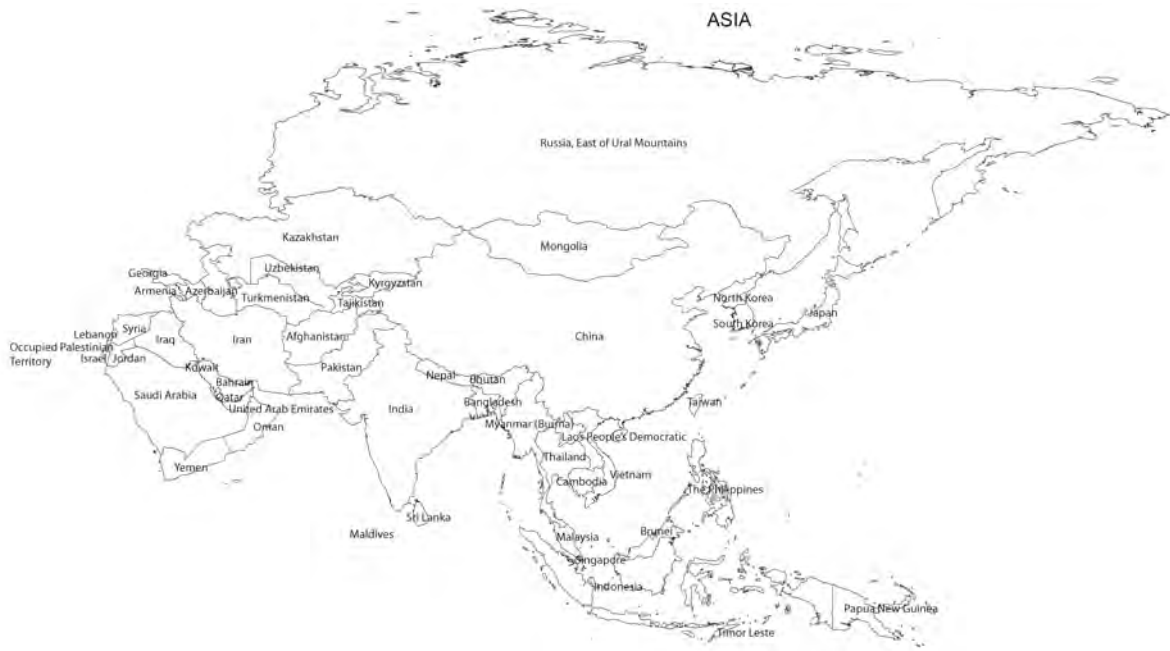 ASIA
Russia, East of Ural Mountains
Kazakhstan
Mongolia
Uzbekistan
Georgia
Kyrgyzstan
Armenia
Azerbaijan
Turkmenistan
Tajikistan
North Korea
Japan
South Korea
Syria
Lebanon
Iraq
Iran
Afghanistan
China
Occupied Palestinian
Territory
Israel
Jordan
Kuwait
Pakistan
Nepal
Bhutan
Bahrain
Qatar
Saudi Arabia
United Arab Emirates
India
Bangladesh
Taiwan
Oman
Myanmar (Burma)
Laos People's Democratic
Thailand
Yemen
Vietnam
Cambodia
The Philippines
Sri Lanka
Maldives
Malaysia
Brunei
Singapore
Indonesia
Papua New Guinea
Timor Leste